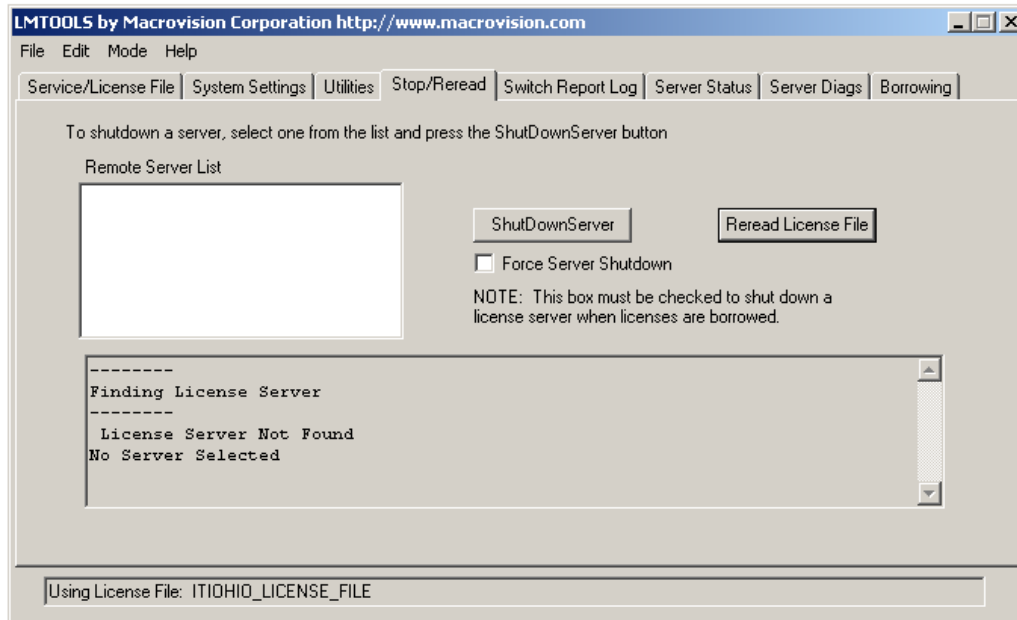 LMTOOLS by Macrovision Corporation http://www.macrovision.com
File Edit Mode Help
Service/License File System Settings Utilities Stop/Reread Switch Report Log Server Status Server Diags Borrowing
To shutdown a server, select one from the list and press the ShutDownServer button
Remote Server List
ShutDownServer Reread License File
Force Server Shutdown
NOTE: This box must be checked to shut down a
license server when licenses are borrowed.
--------
Finding License Server
--------
License Server Not Found
No Server Selected
Using License File: ITIOHIO_LICENSE_FILE